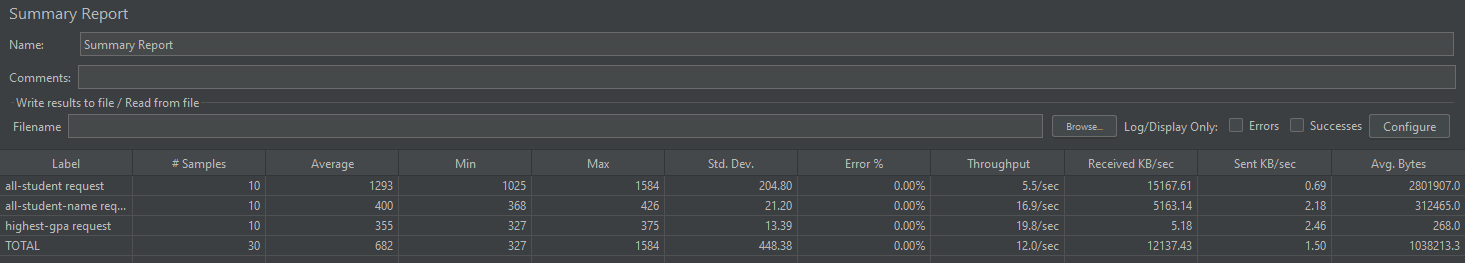 Summary Report
Name: Summary Report
Comments:
Write results to file / Read from file
Filename Browse... Log/Display Only: Errors Successes Configure
Label # Samples Average Min Max Std. Dev. Error % Throughput Received KB/sec Sent KB/sec Avg. Bytes
all-student request 10 1293 1025 1584 204.80 0.00% 5.5/sec 15167.61 0.69 2801907.0
all-student-name req... 10 400 368 426 21.20 0.00% 16.9/sec 5163.14 2.18 312465.0
highest-gpa request 10 355 327 375 13.39 0.00% 19.8/sec 5.18 2.46 268.0
TOTAL 30 682 327 1584 448.38 0.00% 12.0/sec 12137.43 1.50 1038213.3